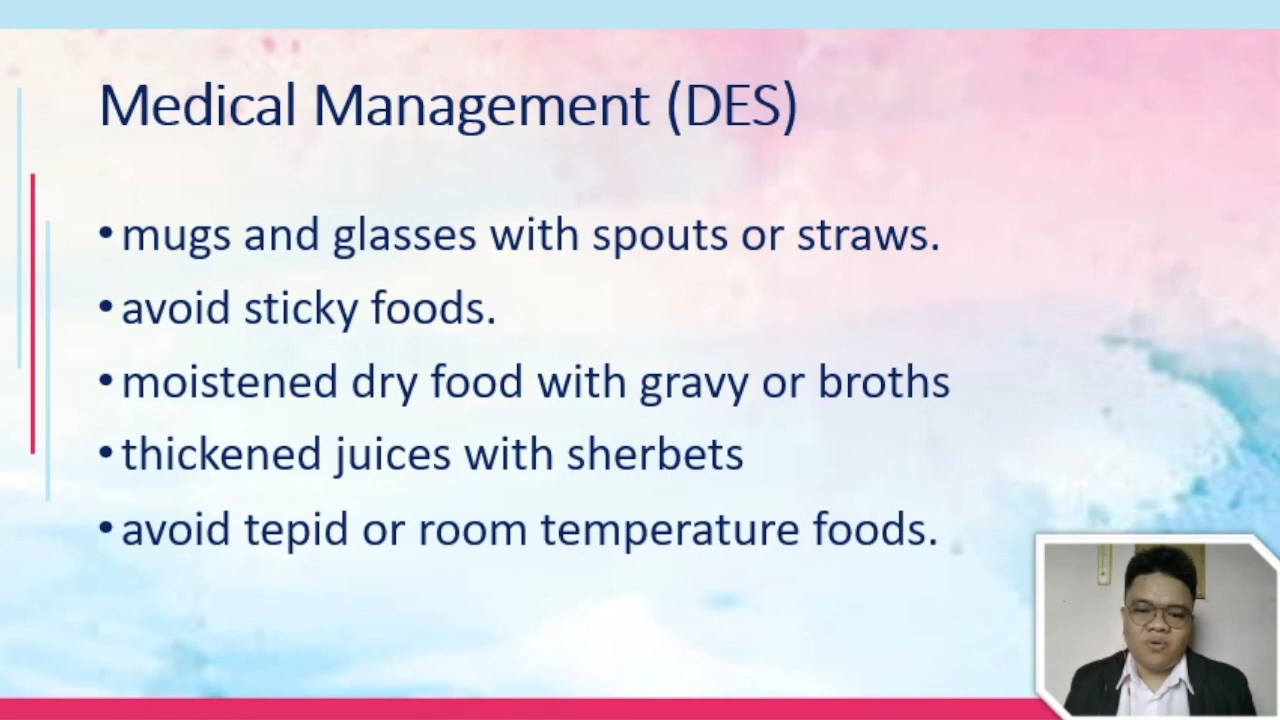 Medical Management (DES)
•mugs and glasses with spouts or straws.
•avoid sticky foods.
•moistened dry food with gravy or broths
•thickened juices with sherbets
•avoid tepid or room temperature foods.